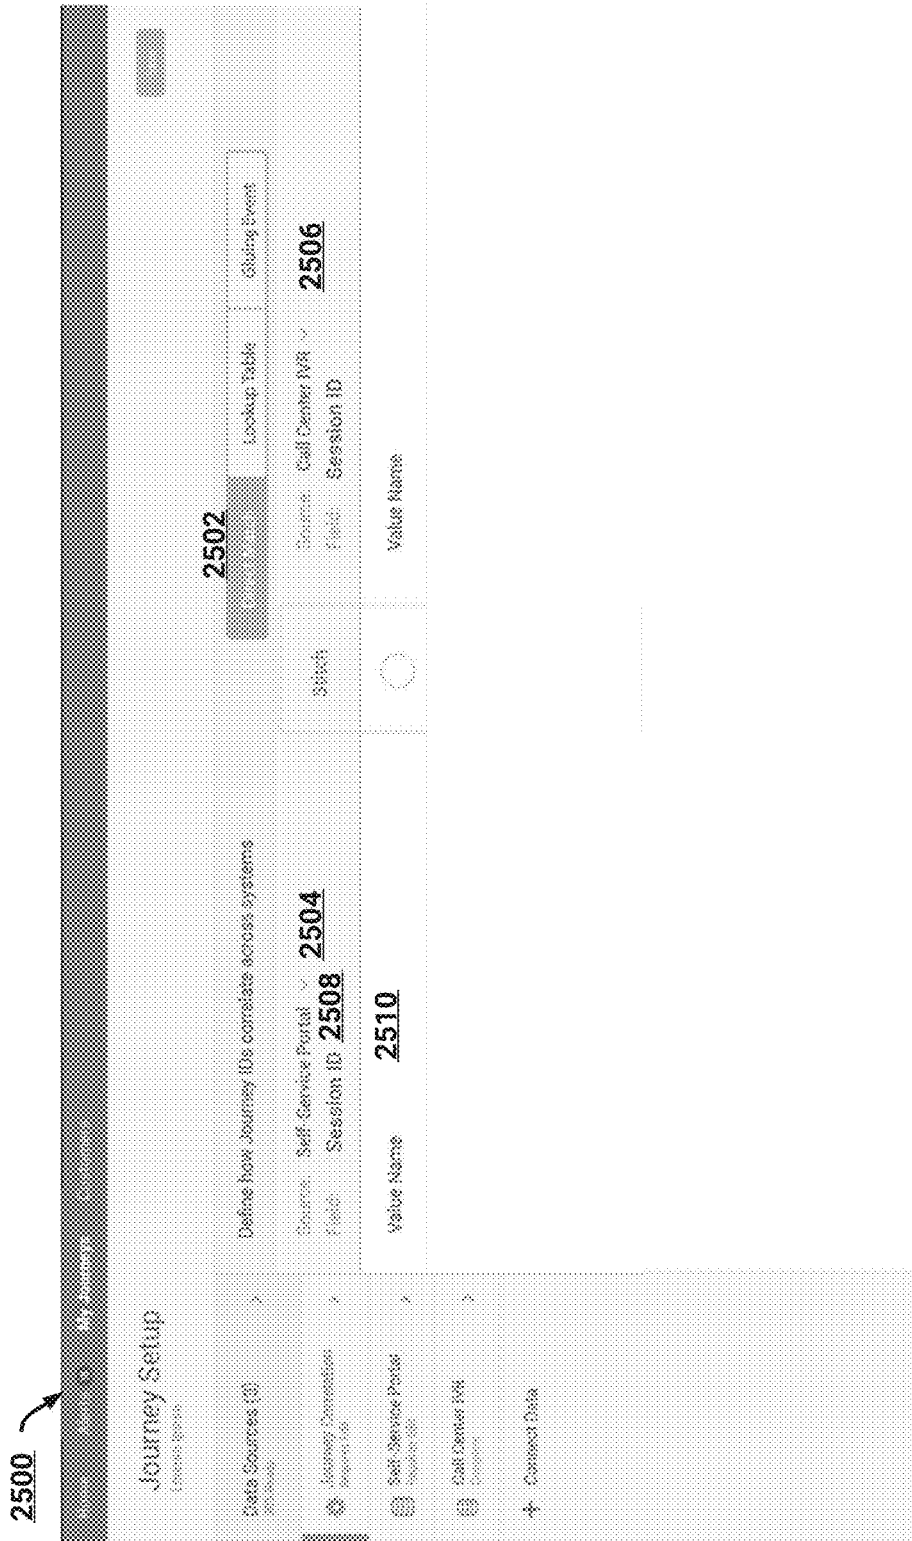 2500
Journey Setup
2502
Lookup Table
Gluing Event
Data Sources (3)
Define how Journey IDs correlate across systems
Source Self-Service Portal 2504
Field Session ID 2508
Stitch
Source Call Center IVR 2506
Field Session ID
Journey Correlation
Value Name 2510
Value Name
Self-Service Portal
Call Center IVR
Connect Data